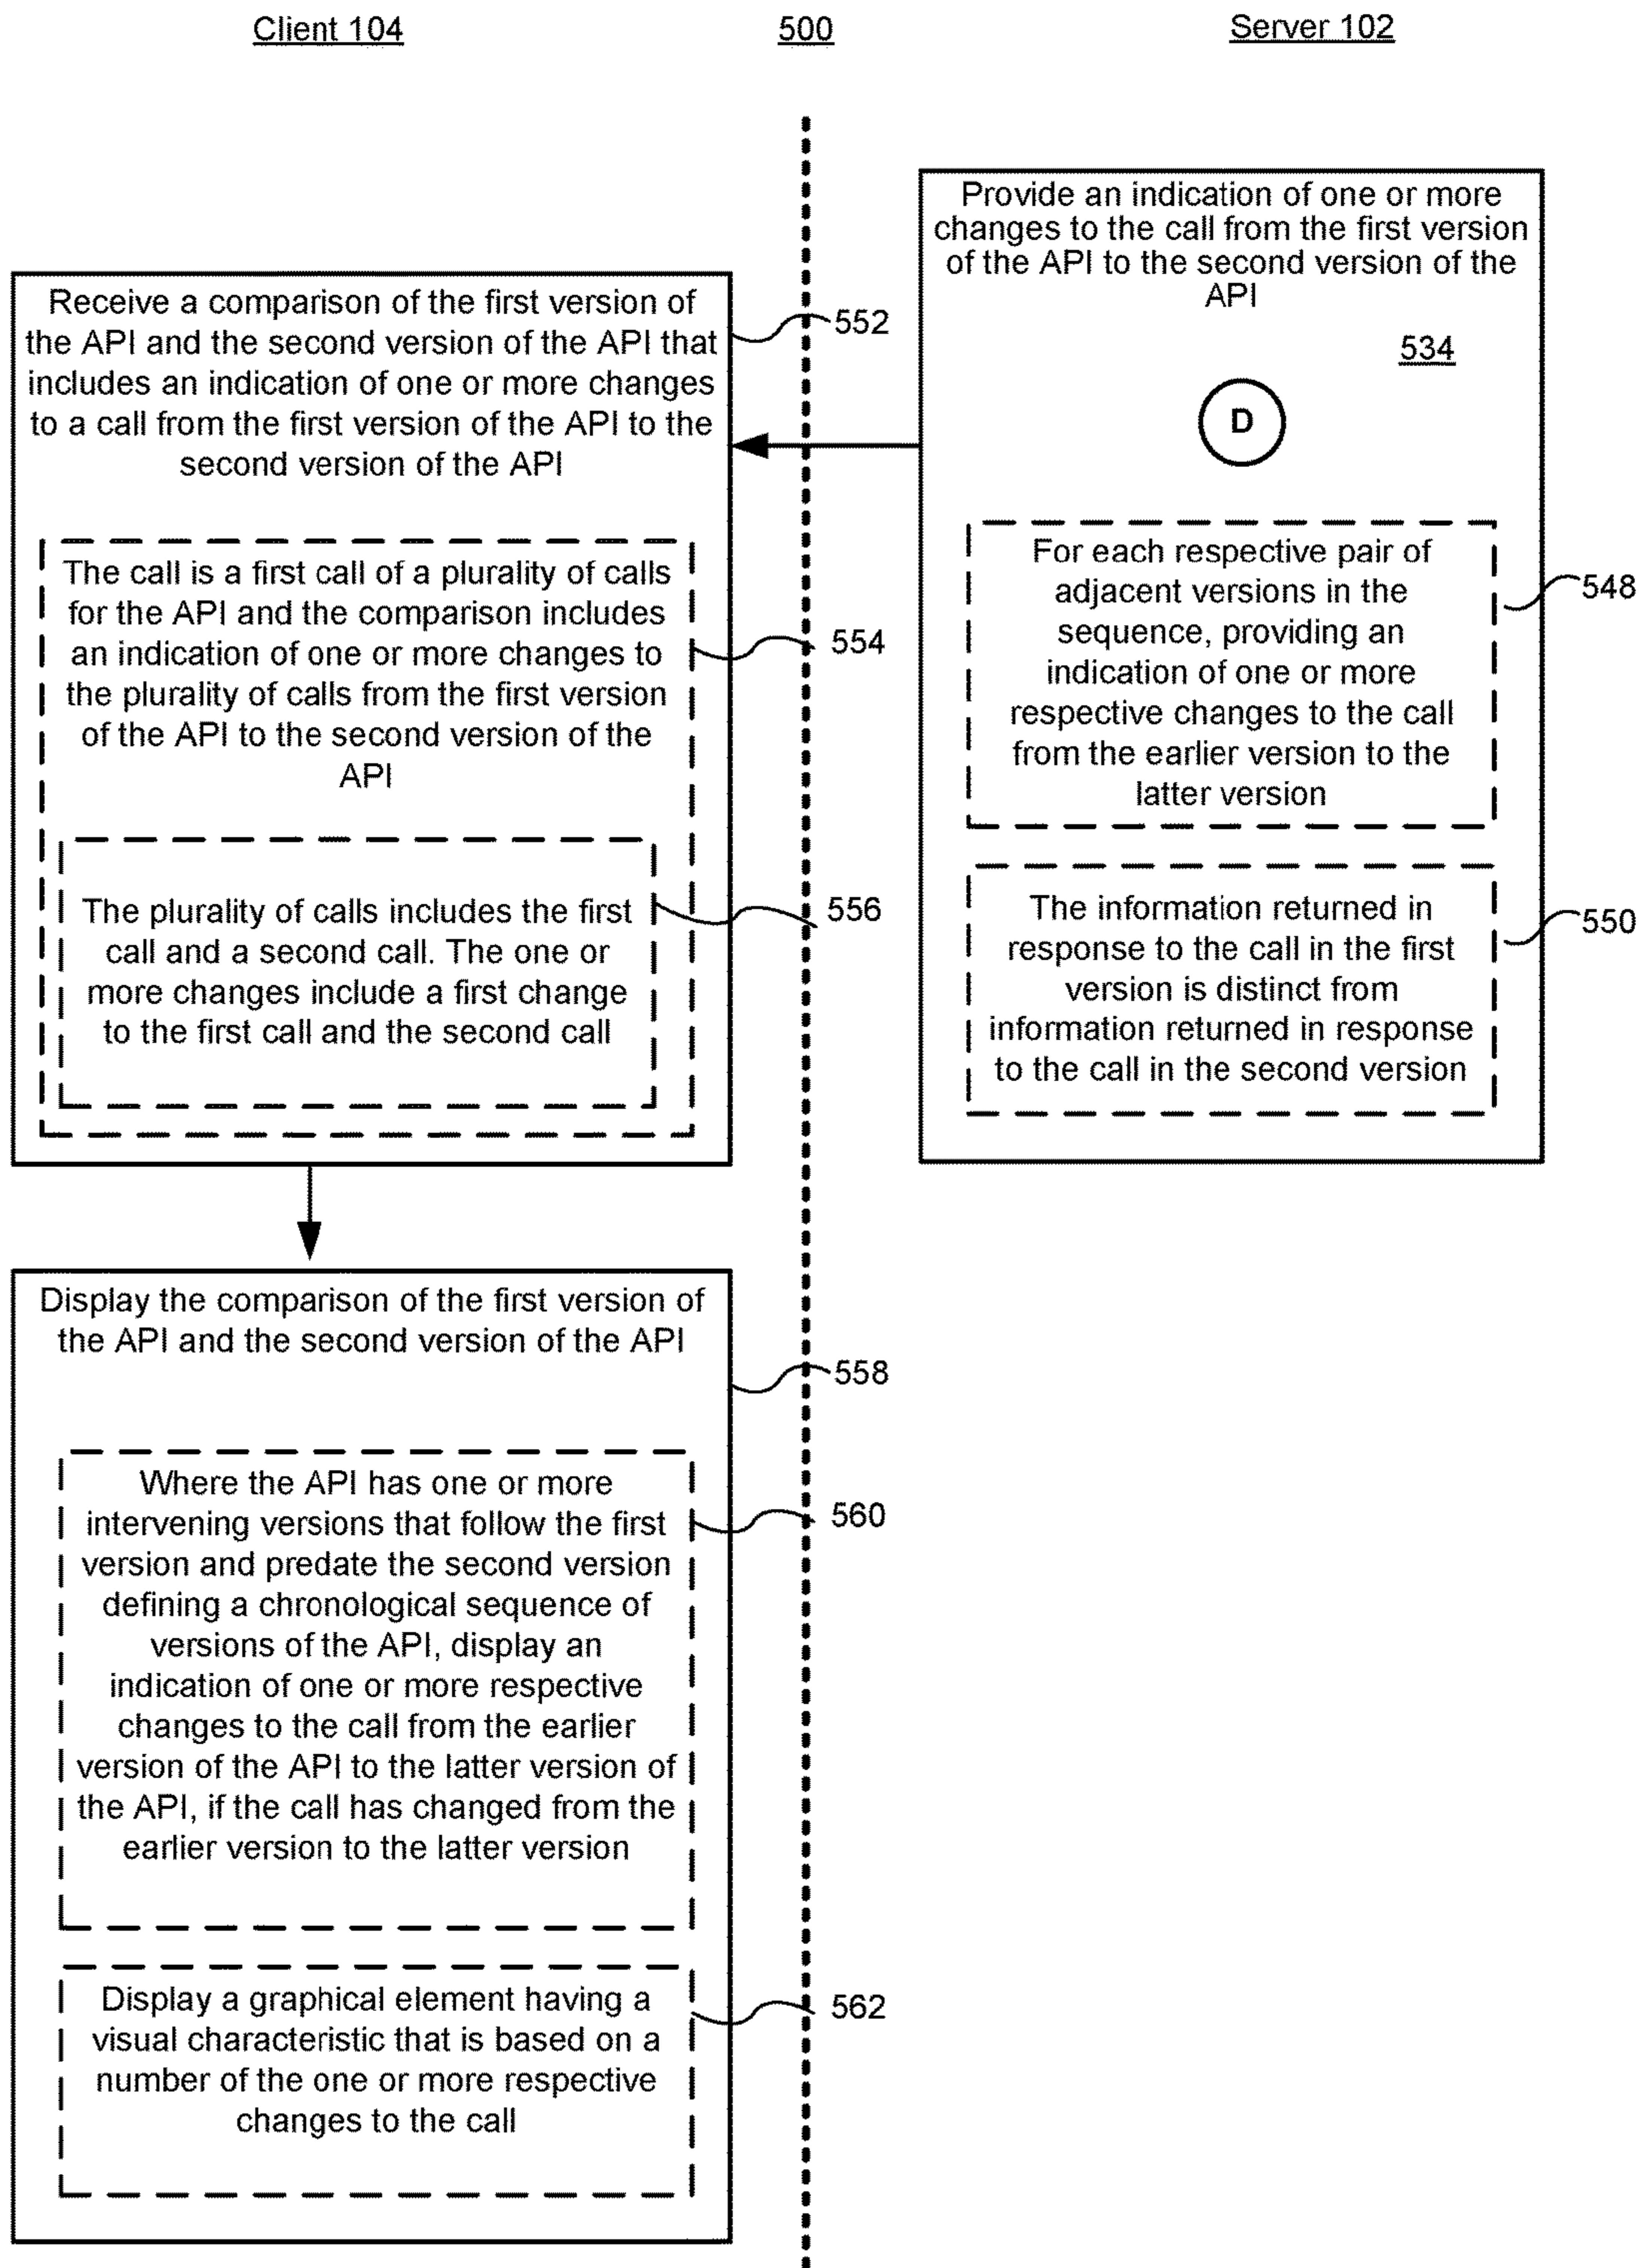 Client 104
500
Server 102
Provide an indication of one or more
changes to the call from the first version
of the API to the second version of the
API
534
D
For each respective pair of
adjacent versions in the
sequence, providing an
indication of one or more
respective changes to the call
from the earlier version to the
latter version
548
The information returned in
response to the call in the first
version is distinct from
information returned in response
to the call in the second version
550
Receive a comparison of the first version of
the API and the second version of the API that
includes an indication of one or more changes
to a call from the first version of the API to the
second version of the API
552
The call is a first call of a plurality of calls
for the API and the comparison includes
an indication of one or more changes to
the plurality of calls from the first version
of the API to the second version of the
API
554
The plurality of calls includes the first
call and a second call. The one or
more changes include a first change
to the first call and the second call
556
Display the comparison of the first version of
the API and the second version of the API
558
Where the API has one or more
intervening versions that follow the first
version and predate the second version
defining a chronological sequence of
versions of the API, display an
indication of one or more respective
changes to the call from the earlier
version of the API to the latter version of
the API, if the call has changed from the
earlier version to the latter version
560
Display a graphical element having a
visual characteristic that is based on a
number of the one or more respective
changes to the call
562